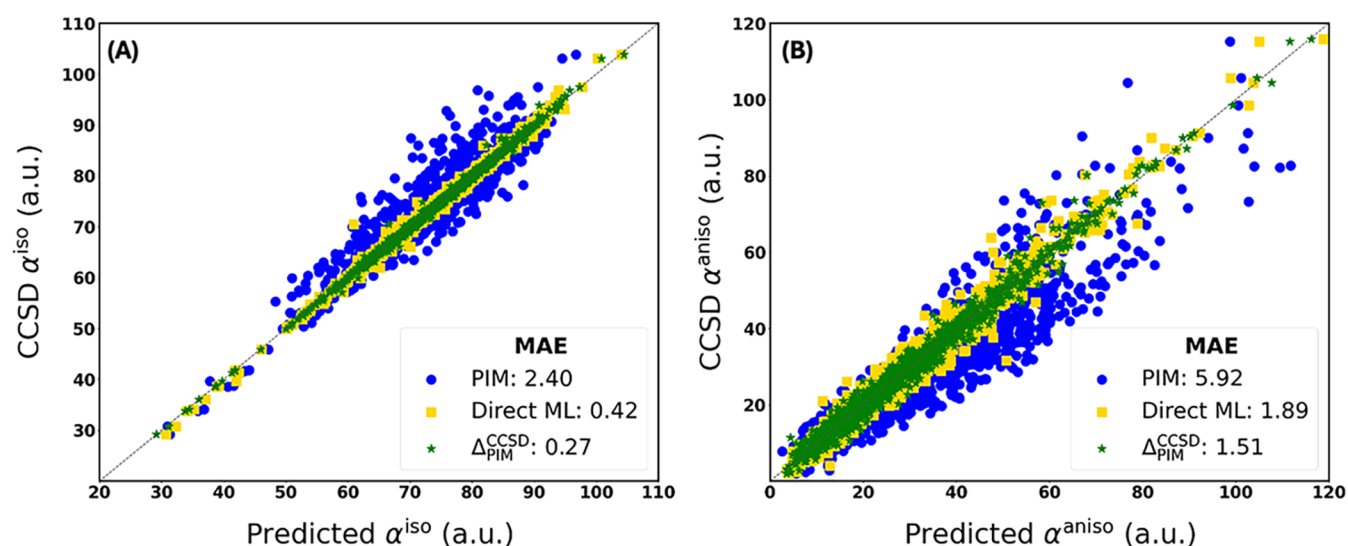 (A)
110
100
90
80
70
60
50
40
30
CCSD α^iso (a.u.)
MAE
PIM: 2.40
Direct ML: 0.42
Δ^CCSD_PIM: 0.27
20 30 40 50 60 70 80 90 100 110
Predicted α^iso (a.u.)
(B)
120
100
80
60
40
20
CCSD α^aniso (a.u.)
MAE
PIM: 5.92
Direct ML: 1.89
Δ^CCSD_PIM: 1.51
0 20 40 60 80 100 120
Predicted α^aniso (a.u.)